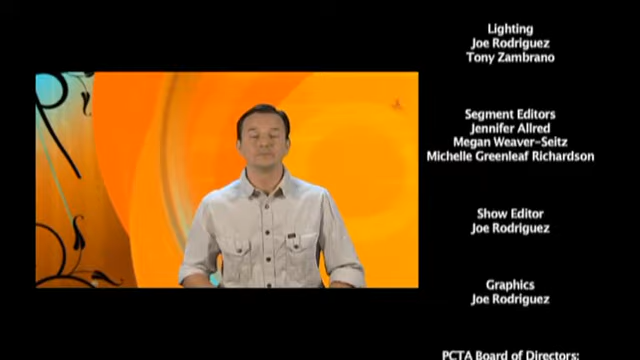 Lighting
Joe Rodriguez
Tony Zambrano
Segment Editors
Jennifer Allred
Megan Weaver-Seitz
Michelle Greenleaf Richardson
Show Editor
Joe Rodriguez
Graphics
Joe Rodriguez
PCTA Board of Directors: